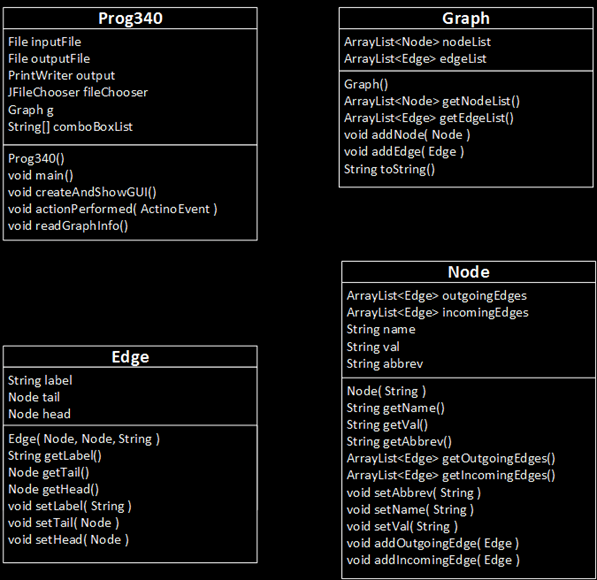 Prog340
File inputFile
File outputFile
PrintWriter output
JFileChooser fileChooser
Graph g
String[] comboBoxList
Prog340()
void main()
void createAndShowGUI()
void actionPerformed( ActinoEvent )
void readGraphInfo()
Graph
ArrayList<Node> nodeList
ArrayList<Edge> edgeList
Graph()
ArrayList<Node> getNodeList()
ArrayList<Edge> getEdgeList()
void addNode( Node )
void addEdge( Edge )
String toString()
Edge
String label
Node tail
Node head
Edge( Node, Node, String )
String getLabel()
Node getTail()
Node getHead()
void setLabel( String )
void setTail( Node )
void setHead( Node )
Node
ArrayList<Edge> outgoingEdges
ArrayList<Edge> incomingEdges
String name
String val
String abbrev
Node( String )
String getName()
String getVal()
String getAbbrev()
ArrayList<Edge> getOutgoingEdges()
ArrayList<Edge> getIncomingEdges()
void setAbbrev( String )
void setName( String )
void setVal( String )
void addOutgoingEdge( Edge )
void addIncomingEdge( Edge )